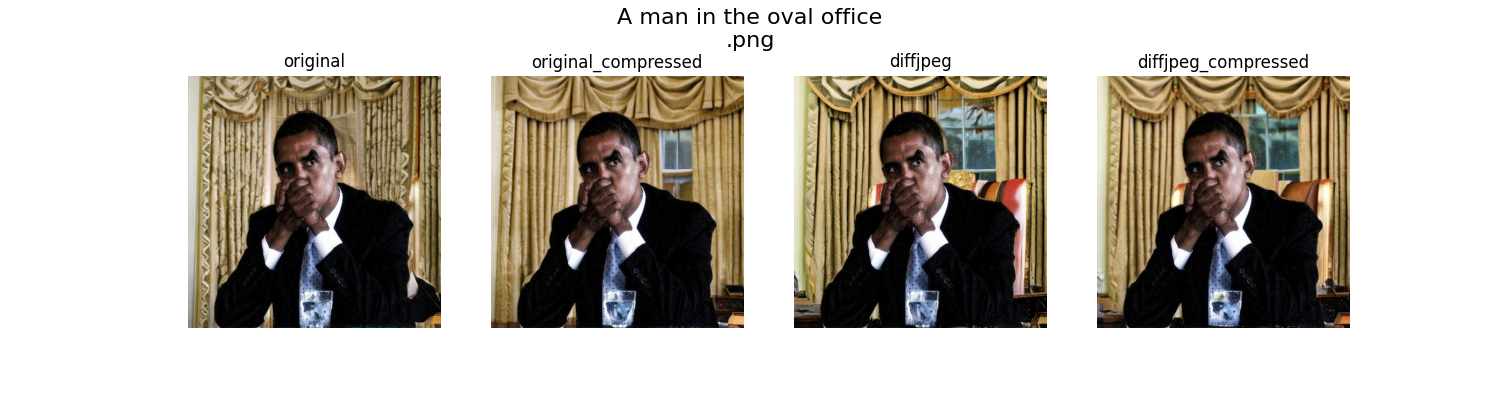 A man in the oval office
.png
original
original_compressed
diffjpeg
diffjpeg_compressed